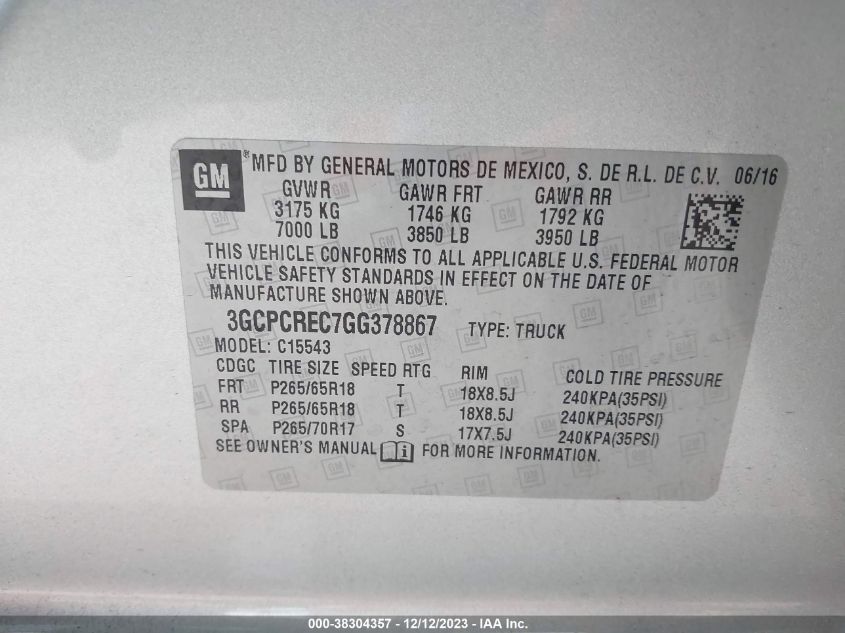 GM ® MFD BY GENERAL MOTORS DE MEXICO, S. DE R.L. DE C.V. 06/16
GVWR GAWR FRT GAWR RR
3175 KG 1746 KG 1792 KG
7000 LB 3850 LB 3950 LB
THIS VEHICLE CONFORMS TO ALL APPLICABLE U.S. FEDERAL MOTOR
VEHICLE SAFETY STANDARDS IN EFFECT ON THE DATE OF
MANUFACTURE SHOWN ABOVE.
3GCPCREC7GG378867 TYPE: TRUCK
MODEL: C15543
CDGC TIRE SIZE SPEED RTG RIM COLD TIRE PRESSURE
FRT P265/65R18 T 18X8.5J 240KPA(35PSI)
RR P265/65R18 T 18X8.5J 240KPA(35PSI)
SPA P265/70R17 S 17X7.5J 240KPA(35PSI)
SEE OWNER'S MANUAL i FOR MORE INFORMATION.
000-38304357 - 12/12/2023 - IAA Inc.